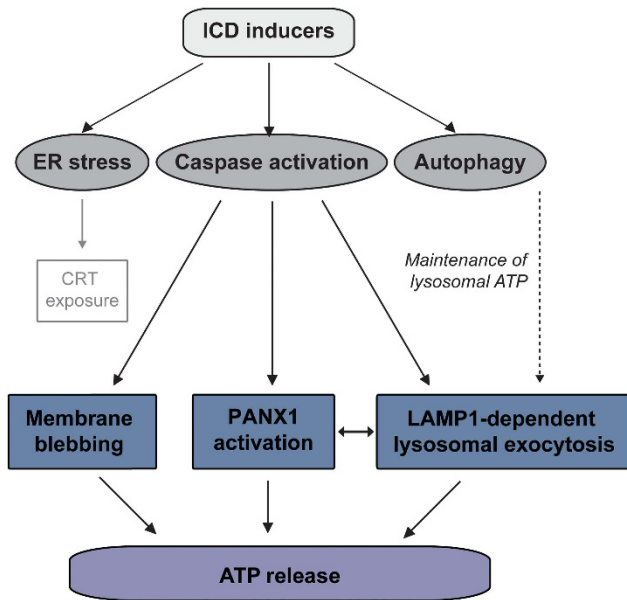 ICD inducers
ER stress
Caspase activation
Autophagy
CRT
exposure
Maintenance of
lysosomal ATP
Membrane
blebbing
PANX1
activation
LAMP1-dependent
lysosomal exocytosis
ATP release